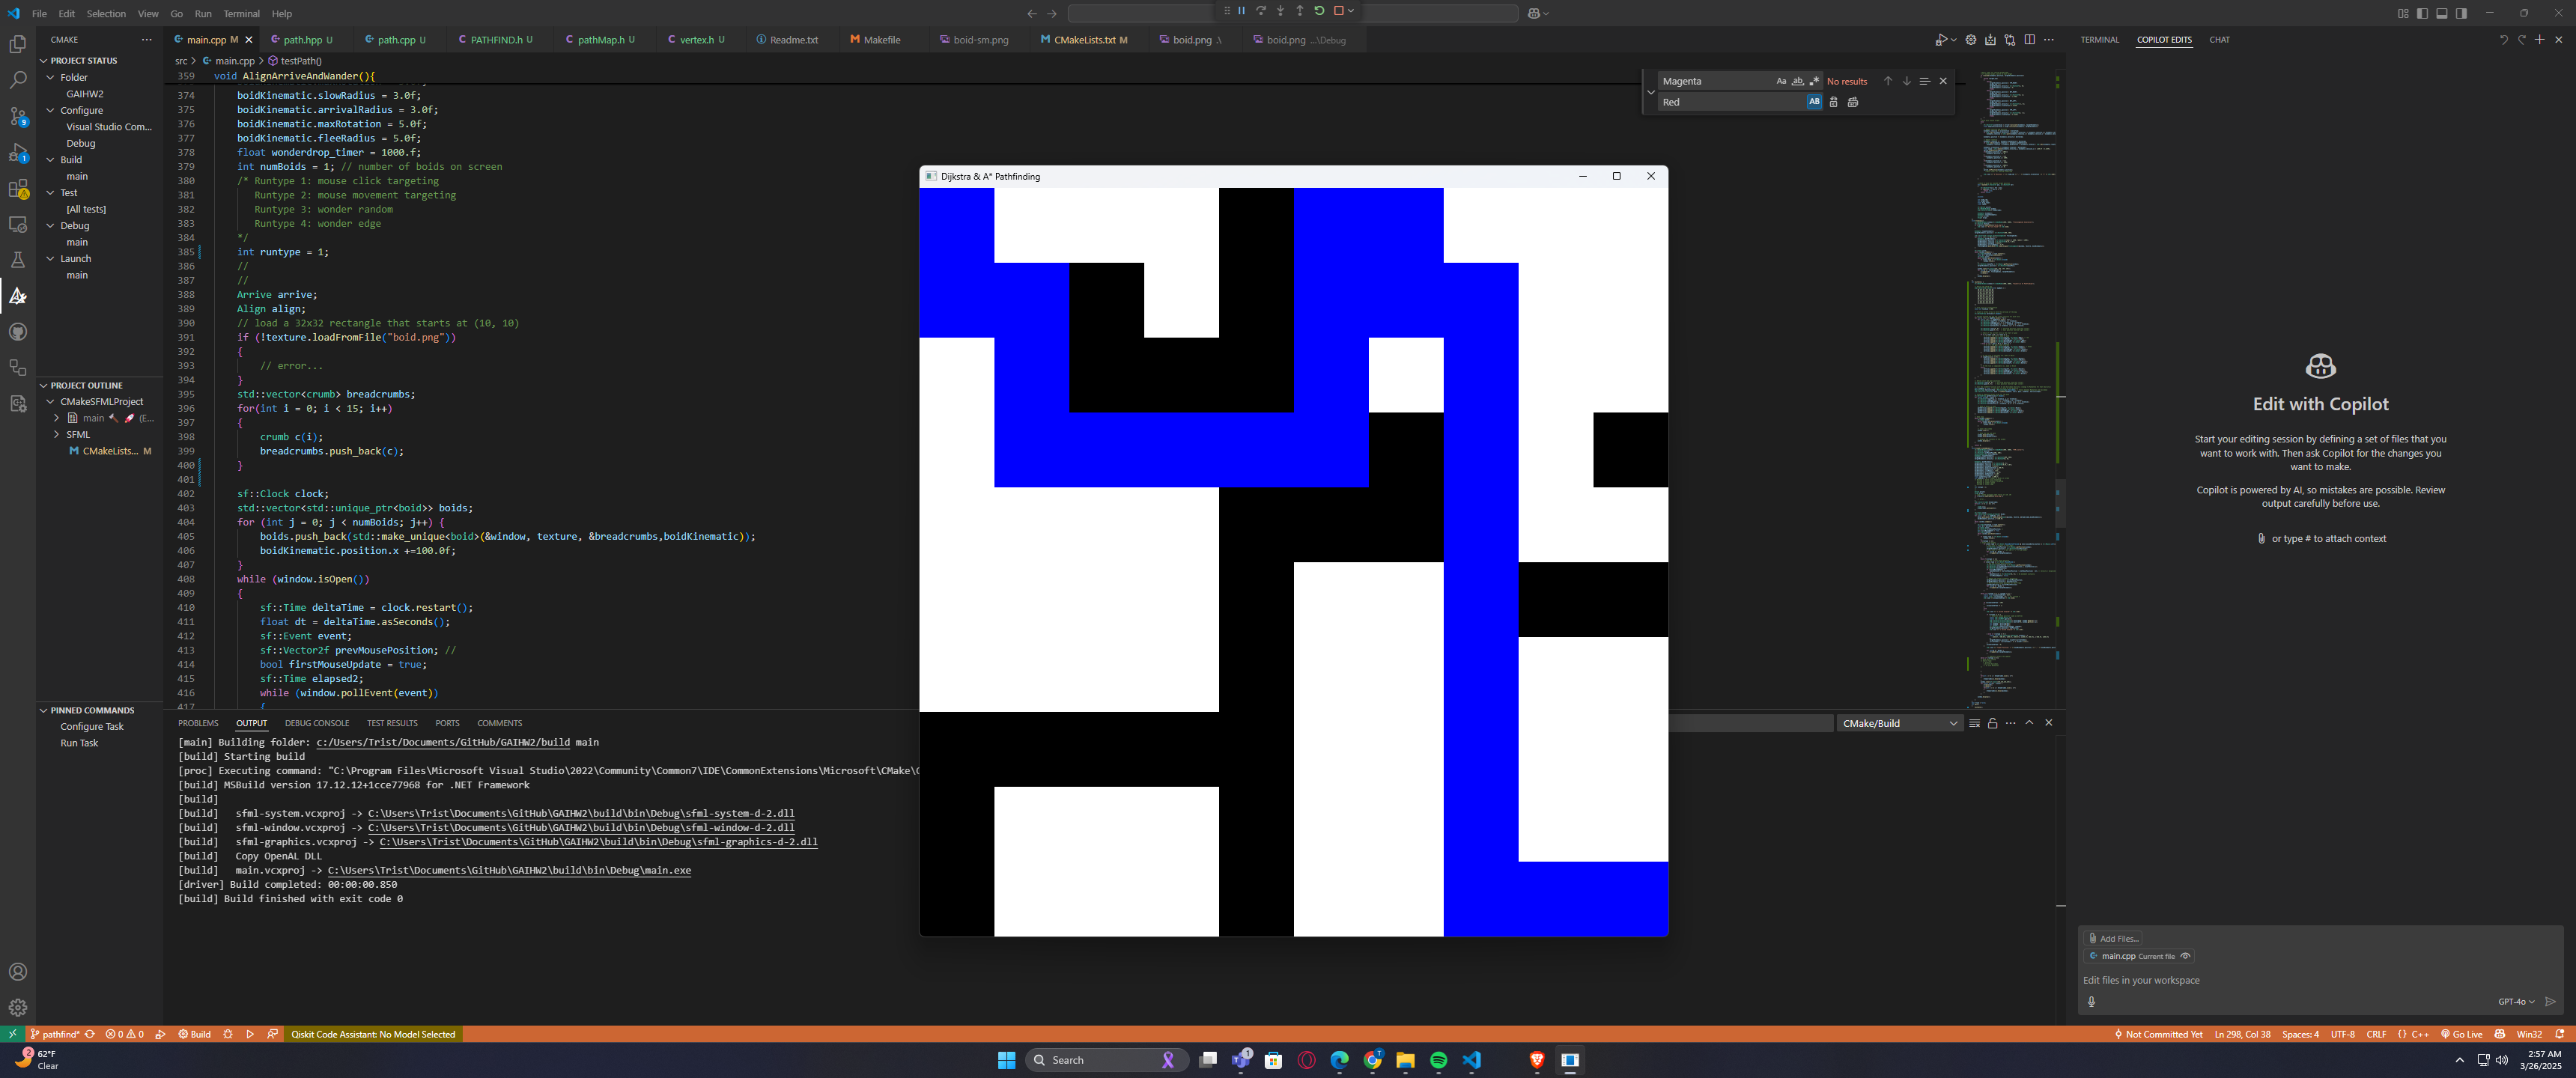 File Edit Selection View Go Run Terminal Help
CMAKE
PROJECT STATUS
Folder
GAIHW2
Configure
Visual Studio Com...
Debug
Build
main
Test
[All tests]
Debug
main
Launch
main
PROJECT OUTLINE
CMakeSFMLProject
main (E...
SFML
CMakeLists... M
PINNED COMMANDS
Configure Task
Run Task
main.cpp M path.hpp U path.cpp U PATHFIND.h U pathMap.h U vertex.h U Readme.txt Makefile boid-sm.png CMakeLists.txt M boid.png .\ boid.png ...\Debug
src > main.cpp > testPath()
359 void AlignArriveAndWander(){
374 boidKinematic.slowRadius = 3.0f;
375 boidKinematic.arrivalRadius = 3.0f;
376 boidKinematic.maxRotation = 5.0f;
377 boidKinematic.fleeRadius = 5.0f;
378 float wonderdrop_timer = 1000.f;
379 int numBoids = 1; // number of boids on screen
380 /* Runtype 1: mouse click targeting
381 Runtype 2: mouse movement targeting
382 Runtype 3: wonder random
383 Runtype 4: wonder edge
384 */
385 int runtype = 1;
386 //
387 //
388 Arrive arrive;
389 Align align;
390 // load a 32x32 rectangle that starts at (10, 10)
391 if (!texture.loadFromFile("boid.png"))
392 {
393 // error...
394 }
395 std::vector<crumb> breadcrumbs;
396 for(int i = 0; i < 15; i++)
397 {
398 crumb c(i);
399 breadcrumbs.push_back(c);
400 }
401
402 sf::Clock clock;
403 std::vector<std::unique_ptr<boid>> boids;
404 for (int j = 0; j < numBoids; j++) {
405 boids.push_back(std::make_unique<boid>(&window, texture, &breadcrumbs,boidKinematic));
406 boidKinematic.position.x +=100.0f;
407 }
408 while (window.isOpen())
409 {
410 sf::Time deltaTime = clock.restart();
411 float dt = deltaTime.asSeconds();
412 sf::Event event;
413 sf::Vector2f prevMousePosition; //
414 bool firstMouseUpdate = true;
415 sf::Time elapsed2;
416 while (window.pollEvent(event))
417 {
Magenta Aa ab No results
Red AB
Dijkstra & A* Pathfinding
PROBLEMS OUTPUT DEBUG CONSOLE TEST RESULTS PORTS COMMENTS
CMake/Build
[main] Building folder: c:/Users/Trist/Documents/GitHub/GAIHW2/build main
[build] Starting build
[proc] Executing command: "C:\Program Files\Microsoft Visual Studio\2022\Community\Common7\IDE\CommonExtensions\Microsoft\CMake\C
[build] MSBuild version 17.12.12+1cce77968 for .NET Framework
[build]
[build] sfml-system.vcxproj -> C:\Users\Trist\Documents\GitHub\GAIHW2\build\bin\Debug\sfml-system-d-2.dll
[build] sfml-window.vcxproj -> C:\Users\Trist\Documents\GitHub\GAIHW2\build\bin\Debug\sfml-window-d-2.dll
[build] sfml-graphics.vcxproj -> C:\Users\Trist\Documents\GitHub\GAIHW2\build\bin\Debug\sfml-graphics-d-2.dll
[build] Copy OpenAL DLL
[build] main.vcxproj -> C:\Users\Trist\Documents\GitHub\GAIHW2\build\bin\Debug\main.exe
[driver] Build completed: 00:00:00.850
[build] Build finished with exit code 0
TERMINAL COPILOT EDITS CHAT
Edit with Copilot
Start your editing session by defining a set of files that you
want to work with. Then ask Copilot for the changes you
want to make.
Copilot is powered by AI, so mistakes are possible. Review
output carefully before use.
or type # to attach context
Add Files...
main.cpp Current file
Edit files in your workspace
GPT-4o
pathfind* 0 0 Build Qiskit Code Assistant: No Model Selected
Not Committed Yet Ln 298, Col 38 Spaces: 4 UTF-8 CRLF {} C++ Go Live Win32
62°F
Clear
Search
2:57 AM
3/26/2025